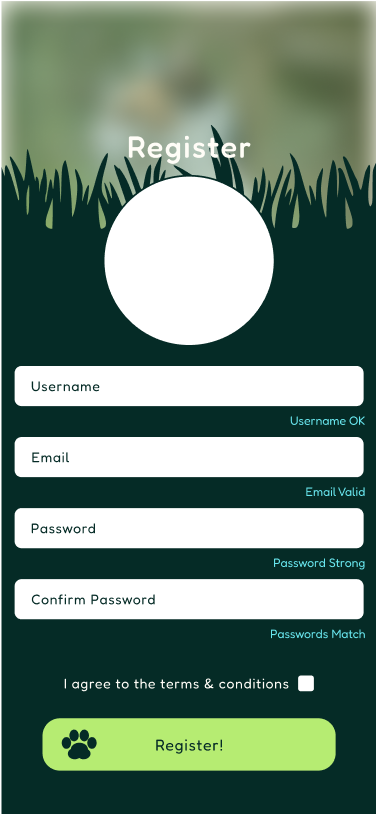 Register
Username
Username OK
Email
Email Valid
Password
Password Strong
Confirm Password
Passwords Match
I agree to the terms & conditions
Register!